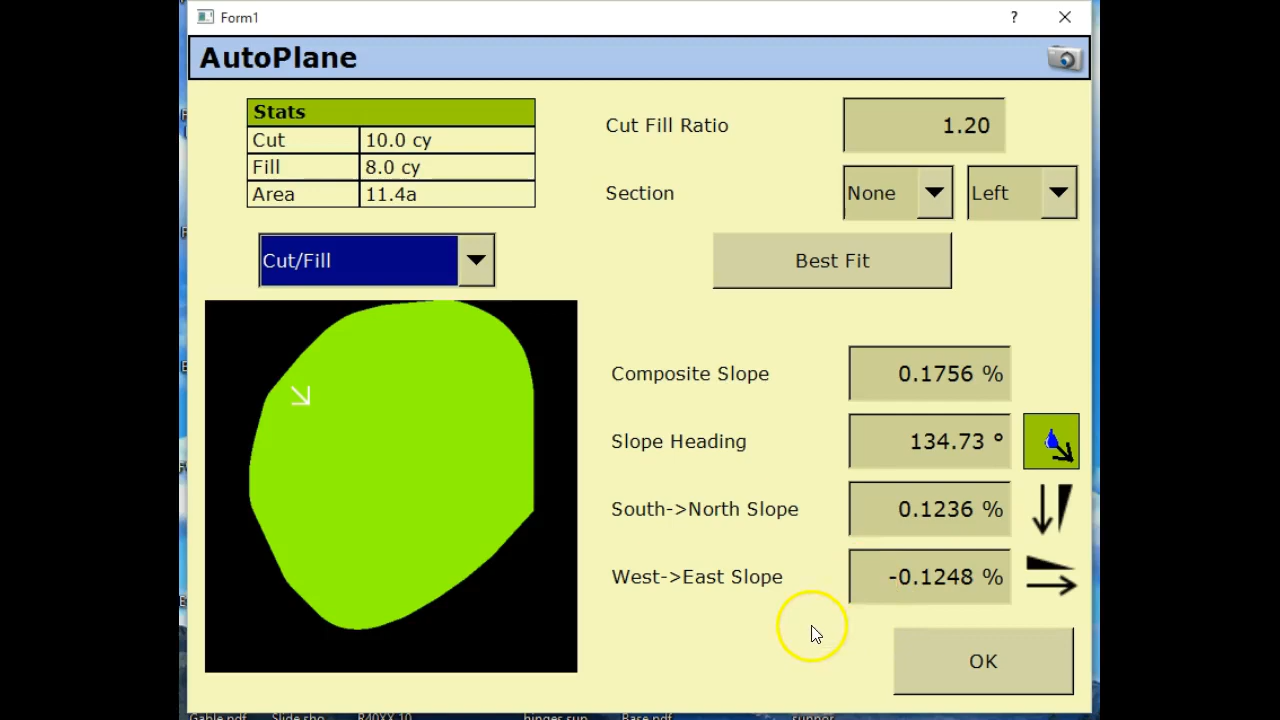 Form1
?
AutoPlane
Stats
Cut 10.0 cy
Fill 8.0 cy
Area 11.4a
Cut/Fill
Cut Fill Ratio 1.20
Section None Left
Best Fit
Composite Slope 0.1756 %
Slope Heading 134.73 °
South->North Slope 0.1236 %
West->East Slope -0.1248 %
OK